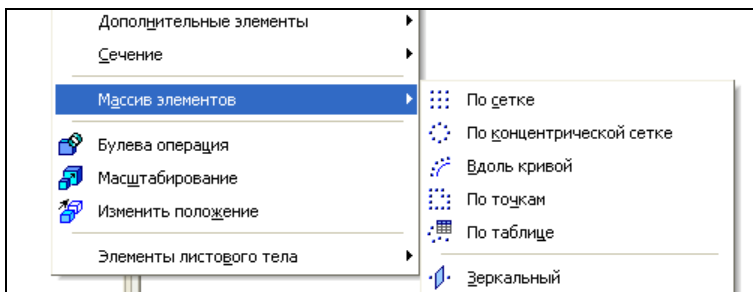 Дополнительные элементы
Сечение
Массив элементов
Булева операция
Масштабирование
Изменить положение
Элементы листового тела
По сетке
По концентрической сетке
Вдоль кривой
По точкам
По таблице
Зеркальный